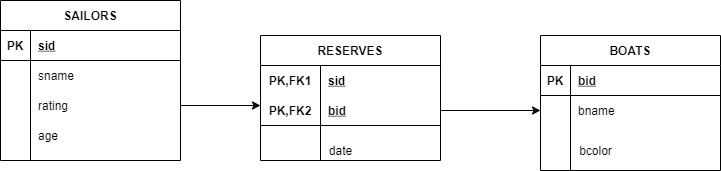 SAILORS
PK sid
sname
rating
age
RESERVES
PK,FK1 sid
PK,FK2 bid
date
BOATS
PK bid
bname
bcolor